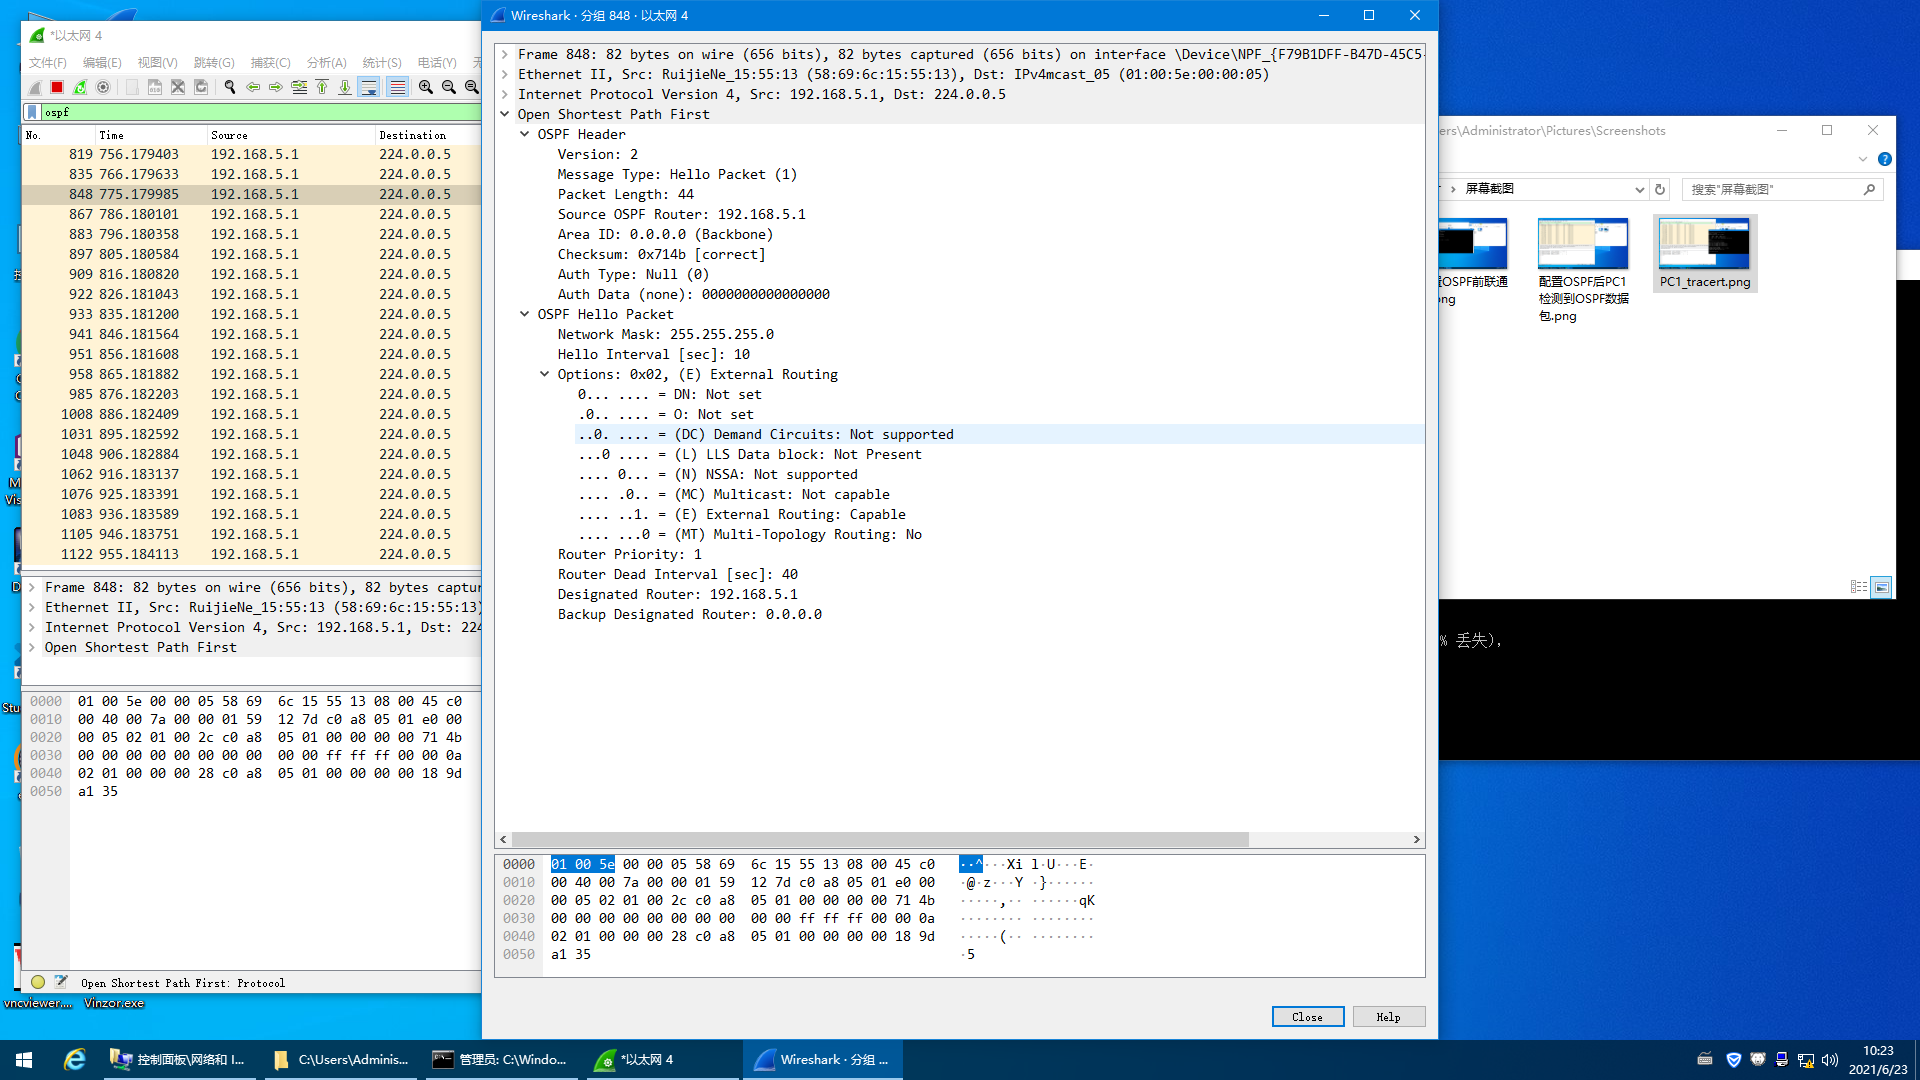 *以太网 4
文件(F) 编辑(E) 视图(V) 跳转(G) 捕获(C) 分析(A) 统计(S) 电话(Y)
ospf
No. Time Source Destination
819 756.179403 192.168.5.1 224.0.0.5
835 766.179633 192.168.5.1 224.0.0.5
848 775.179985 192.168.5.1 224.0.0.5
867 786.180101 192.168.5.1 224.0.0.5
883 796.180358 192.168.5.1 224.0.0.5
897 805.180584 192.168.5.1 224.0.0.5
909 816.180820 192.168.5.1 224.0.0.5
922 826.181043 192.168.5.1 224.0.0.5
933 835.181200 192.168.5.1 224.0.0.5
941 846.181564 192.168.5.1 224.0.0.5
951 856.181608 192.168.5.1 224.0.0.5
958 865.181882 192.168.5.1 224.0.0.5
985 876.182203 192.168.5.1 224.0.0.5
1008 886.182409 192.168.5.1 224.0.0.5
1031 895.182592 192.168.5.1 224.0.0.5
1048 906.182884 192.168.5.1 224.0.0.5
1062 916.183137 192.168.5.1 224.0.0.5
1076 925.183391 192.168.5.1 224.0.0.5
1083 936.183589 192.168.5.1 224.0.0.5
1105 946.183751 192.168.5.1 224.0.0.5
1122 955.184113 192.168.5.1 224.0.0.5
Frame 848: 82 bytes on wire (656 bits), 82 bytes captur
Ethernet II, Src: RuijieNe_15:55:13 (58:69:6c:15:55:13)
Internet Protocol Version 4, Src: 192.168.5.1, Dst: 224
Open Shortest Path First
0000 01 00 5e 00 00 05 58 69 6c 15 55 13 08 00 45 c0
0010 00 40 00 7a 00 00 01 59 12 7d c0 a8 05 01 e0 00
0020 00 05 02 01 00 2c c0 a8 05 01 00 00 00 00 71 4b
0030 00 00 00 00 00 00 00 00 00 00 ff ff ff 00 00 0a
0040 02 01 00 00 00 28 c0 a8 05 01 00 00 00 00 18 9d
0050 a1 35
Open Shortest Path First: Protocol
vncviewer.... Vinzor.exe
Wireshark · 分组 848 · 以太网 4
Frame 848: 82 bytes on wire (656 bits), 82 bytes captured (656 bits) on interface \Device\NPF_{F79B1DFF-B47D-45C5-
Ethernet II, Src: RuijieNe_15:55:13 (58:69:6c:15:55:13), Dst: IPv4mcast_05 (01:00:5e:00:00:05)
Internet Protocol Version 4, Src: 192.168.5.1, Dst: 224.0.0.5
Open Shortest Path First
OSPF Header
Version: 2
Message Type: Hello Packet (1)
Packet Length: 44
Source OSPF Router: 192.168.5.1
Area ID: 0.0.0.0 (Backbone)
Checksum: 0x714b [correct]
Auth Type: Null (0)
Auth Data (none): 0000000000000000
OSPF Hello Packet
Network Mask: 255.255.255.0
Hello Interval [sec]: 10
Options: 0x02, (E) External Routing
0... .... = DN: Not set
.0.. .... = O: Not set
..0. .... = (DC) Demand Circuits: Not supported
...0 .... = (L) LLS Data block: Not Present
.... 0... = (N) NSSA: Not supported
.... .0.. = (MC) Multicast: Not capable
.... ..1. = (E) External Routing: Capable
.... ...0 = (MT) Multi-Topology Routing: No
Router Priority: 1
Router Dead Interval [sec]: 40
Designated Router: 192.168.5.1
Backup Designated Router: 0.0.0.0
0000 01 00 5e 00 00 05 58 69 6c 15 55 13 08 00 45 c0 ··^···Xi l·U···E·
0010 00 40 00 7a 00 00 01 59 12 7d c0 a8 05 01 e0 00 ·@·z···Y ·}······
0020 00 05 02 01 00 2c c0 a8 05 01 00 00 00 00 71 4b ·····,·· ······qK
0030 00 00 00 00 00 00 00 00 00 00 ff ff ff 00 00 0a ········ ········
0040 02 01 00 00 00 28 c0 a8 05 01 00 00 00 00 18 9d ·····(·· ········
0050 a1 35 ·5
Close Help
ers\Administrator\Pictures\Screenshots
屏幕截图 搜索"屏幕截图"
OSPF前联通
ng
配置OSPF后PC1
检测到OSPF数据
包.png
PC1_tracert.png
% 丢失),
控制面板\网络和 I... C:\Users\Adminis... 管理员: C:\Windo... *以太网 4 Wireshark · 分组 ...
10:23
2021/6/23